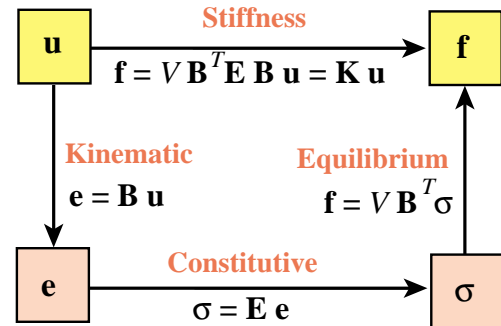 Stiffness
u
f
f = V B^T E B u = K u
Kinematic
Equilibrium
e = B u
f = V B^T σ
Constitutive
e
σ
σ = E e